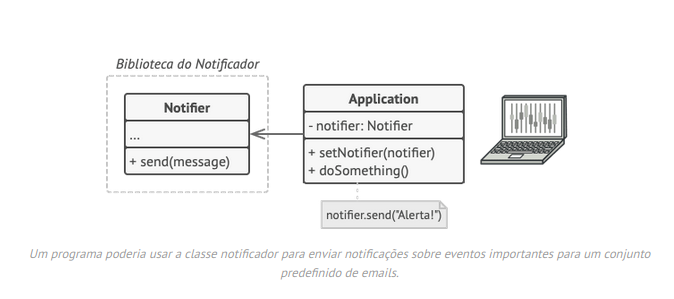 Biblioteca do Notificador
Notifier
...
+ send(message)
Application
- notifier: Notifier
+ setNotifier(notifier)
+ doSomething()
notifier.send("Alerta!")
Um programa poderia usar a classe notificador para enviar notificações sobre eventos importantes para um conjunto
predefinido de emails.